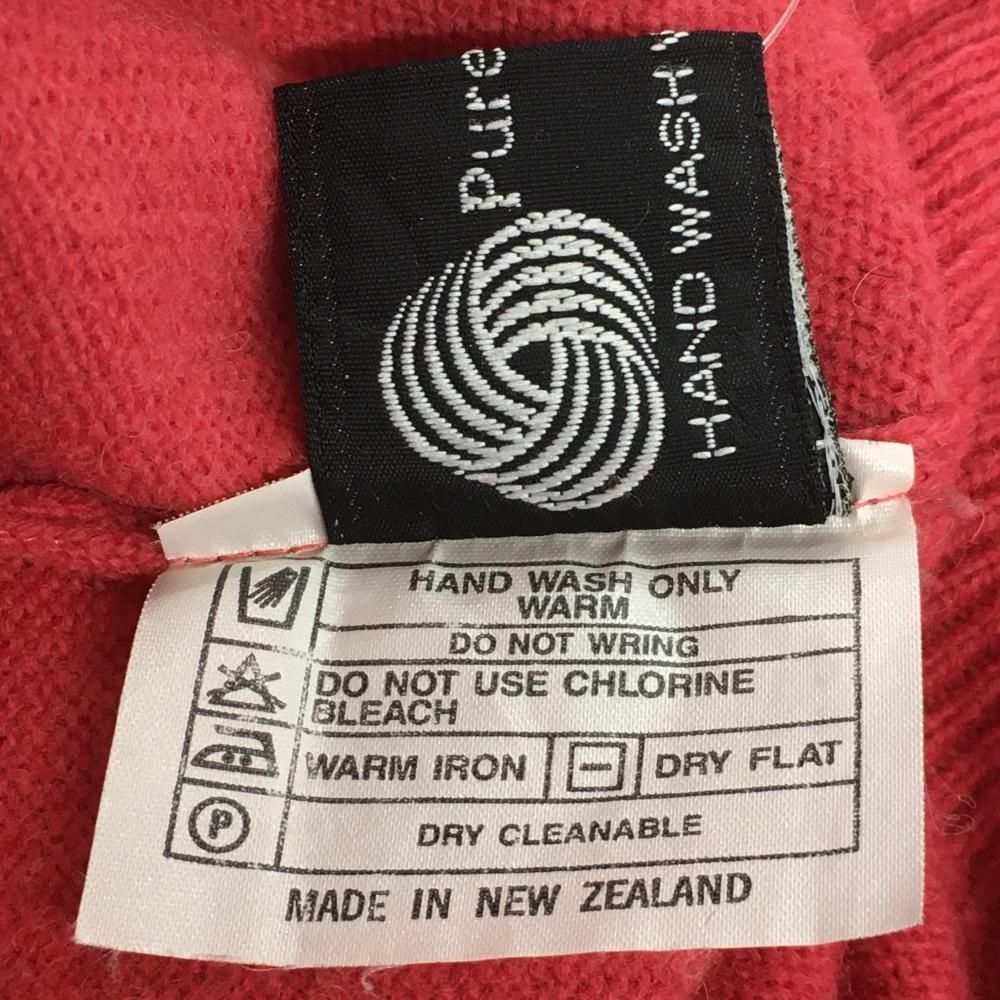 Pure
HAND WASH
HAND WASH ONLY
WARM
DO NOT WRING
DO NOT USE CHLORINE
BLEACH
WARM IRON
DRY FLAT
P
DRY CLEANABLE
MADE IN NEW ZEALAND